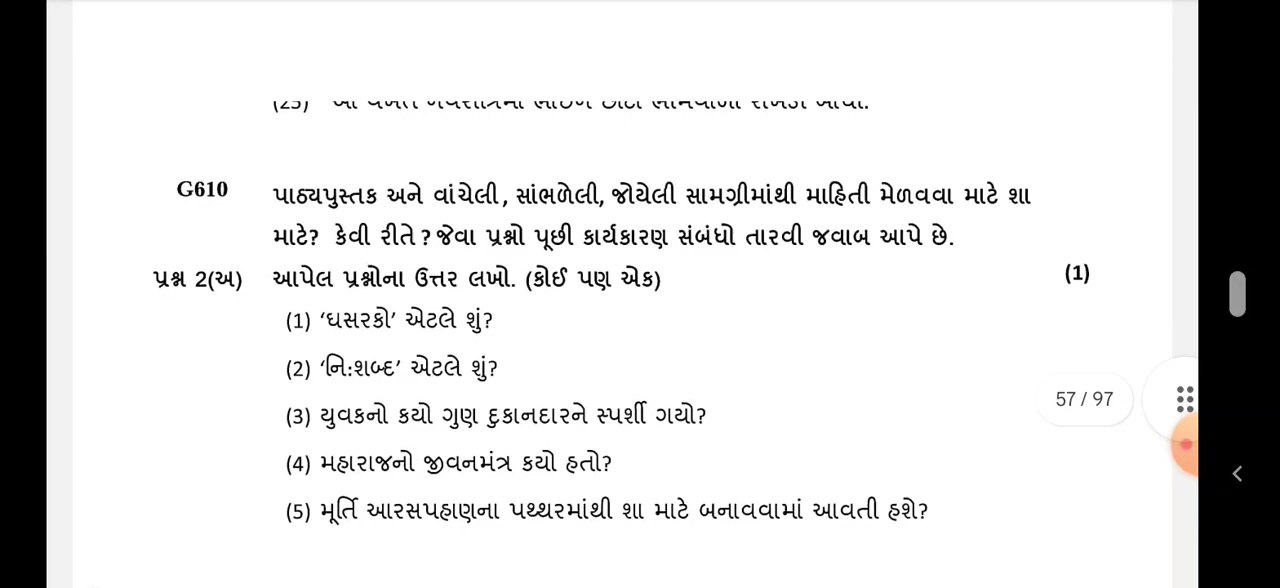 (25)
G610 પાઠ્યપુસ્તક અને વાંચેલી, સાંભળેલી, જોયેલી સામગ્રીમાંથી માહિતી મેળવવા માટે શા
માટે? કેવી રીતે? જેવા પ્રશ્નો પૂછી કાર્યકારણ સંબંધો તારવી જવાબ આપે છે.
પ્રશ્ન 2(અ) આપેલ પ્રશ્નોના ઉત્તર લખો. (કોઈ પણ એક) (1)
(1) ‘ઘસરકો’ એટલે શું?
(2) ‘નિ:શબ્દ’ એટલે શું?
(3) યુવકનો કયો ગુણ દુકાનદારને સ્પર્શી ગયો?
57 / 97
(4) મહારાજનો જીવનમંત્ર કયો હતો?
(5) મૂર્તિ આરસપહાણના પથ્થરમાંથી શા માટે બનાવવામાં આવતી હશે?